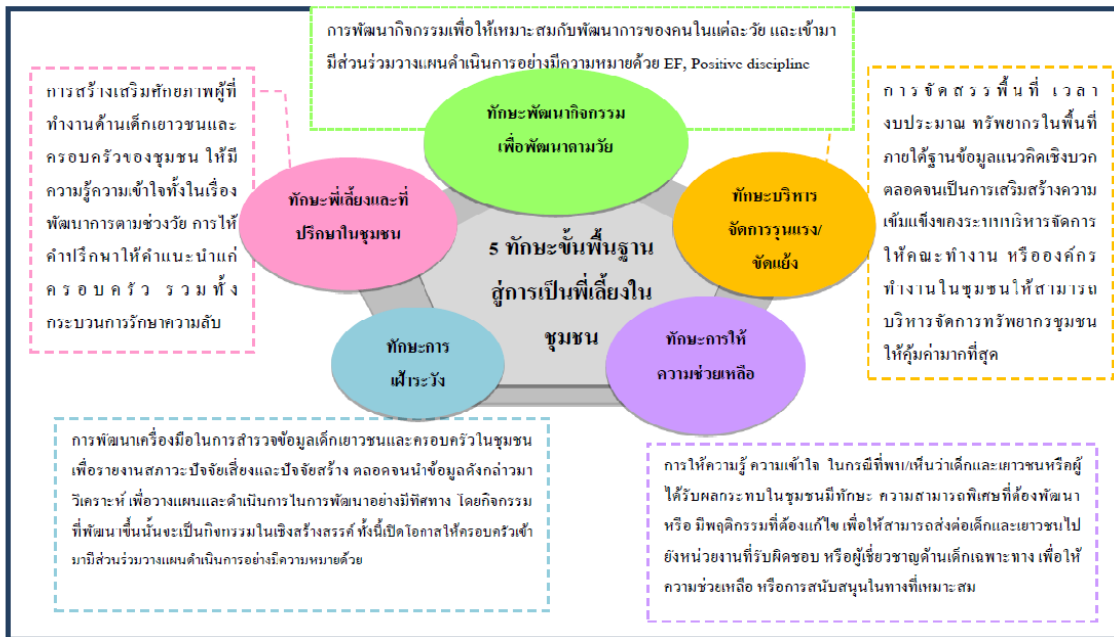 การพัฒนากิจกรรมเพื่อให้เหมาะสมกับพัฒนาการของคนในแต่ละวัย และเข้ามา
มีส่วนร่วมวางแผนดำเนินการอย่างมีความหมายด้วย EF, Positive discipline
การสร้างเสริมศักยภาพผู้ที่
ทำงานด้านเด็กเยาวชนและ
ครอบครัวของชุมชน ให้มี
ความรู้ความเข้าใจทั้งในเรื่อง
พัฒนาการตามช่วงวัย การให้
คำปรึกษาให้คำแนะนำแก่
ครอบครัว รวมทั้ง
กระบวนการรักษาความลับ
ทักษะพัฒนากิจกรรม
เพื่อพัฒนาตามวัย
ทักษะพี่เลี้ยงและที่
ปรึกษาในชุมชน
ทักษะบริหาร
จัดการรุนแรง/
ขัดแย้ง
การจัดสรรพื้นที่ เวลา
งบประมาณ ทรัพยากรในพื้นที่
ภายใต้ฐานข้อมูลแนวคิดเชิงบวก
ตลอดจนเป็นการเสริมสร้างความ
เข้มแข็งของระบบบริหารจัดการ
ให้คณะทำงาน หรือองค์กร
ทำงานในชุมชนให้สามารถ
บริหารจัดการทรัพยากรชุมชน
ให้คุ้มค่ามากที่สุด
5 ทักษะขั้นพื้นฐาน
สู่การเป็นพี่เลี้ยงใน
ชุมชน
ทักษะการ
เฝ้าระวัง
ทักษะการให้
ความช่วยเหลือ
การพัฒนาเครื่องมือในการสำรวจข้อมูลเด็กเยาวชนและครอบครัวในชุมชน
เพื่อรายงานสภาวะปัจจัยเสี่ยงและปัจจัยสร้าง ตลอดจนนำข้อมูลดังกล่าวมา
วิเคราะห์ เพื่อวางแผนและดำเนินการในการพัฒนาอย่างมีทิศทาง โดยกิจกรรม
ที่พัฒนาขึ้นนั้นจะเป็นกิจกรรมในเชิงสร้างสรรค์ ทั้งนี้เปิดโอกาสให้ครอบครัวเข้า
มามีส่วนร่วมวางแผนดำเนินการอย่างมีความหมายด้วย
การให้ความรู้ ความเข้าใจ ในกรณีที่พบ/เห็นว่าเด็กและเยาวชนหรือผู้
ได้รับผลกระทบในชุมชนมีทักษะ ความสามารถพิเศษที่ต้องพัฒนา
หรือ มีพฤติกรรมที่ต้องแก้ไข เพื่อให้สามารถส่งต่อเด็กและเยาวชนไป
ยังหน่วยงานที่รับผิดชอบ หรือผู้เชี่ยวชาญด้านเด็กเฉพาะทาง เพื่อให้
ความช่วยเหลือ หรือการสนับสนุนในทางที่เหมาะสม